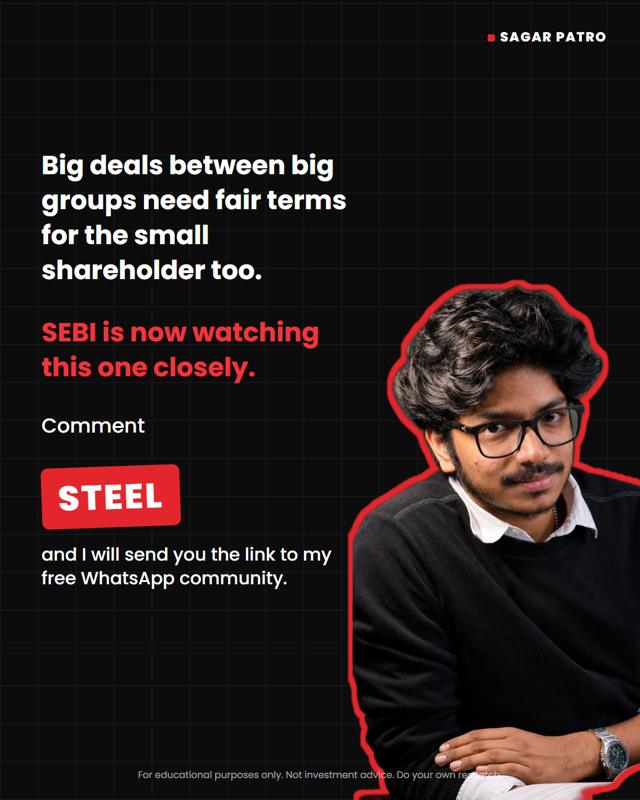 SAGAR PATRO
Big deals between big
groups need fair terms
for the small
shareholder too.
SEBI is now watching
this one closely.
Comment
STEEL
and I will send you the link to my
free WhatsApp community.
For educational purposes only. Not investment advice. Do your own research.